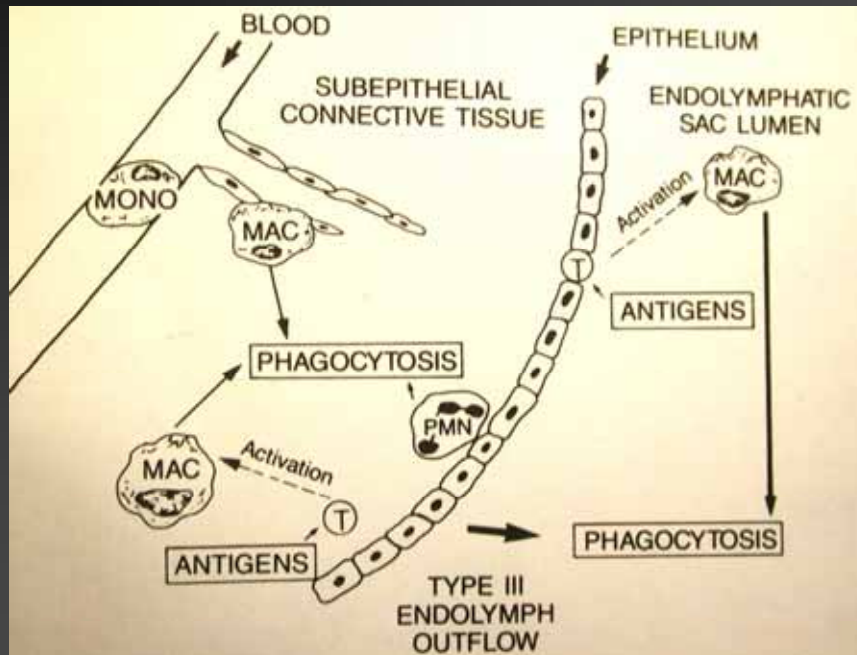 BLOOD
EPITHELIUM
SUBEPITHELIAL
CONNECTIVE TISSUE
ENDOLYMPHATIC
SAC LUMEN
MONO
MAC
Activation
MAC
T
ANTIGENS
PHAGOCYTOSIS
PMN
MAC
Activation
T
ANTIGENS
PHAGOCYTOSIS
TYPE III
ENDOLYMPH
OUTFLOW